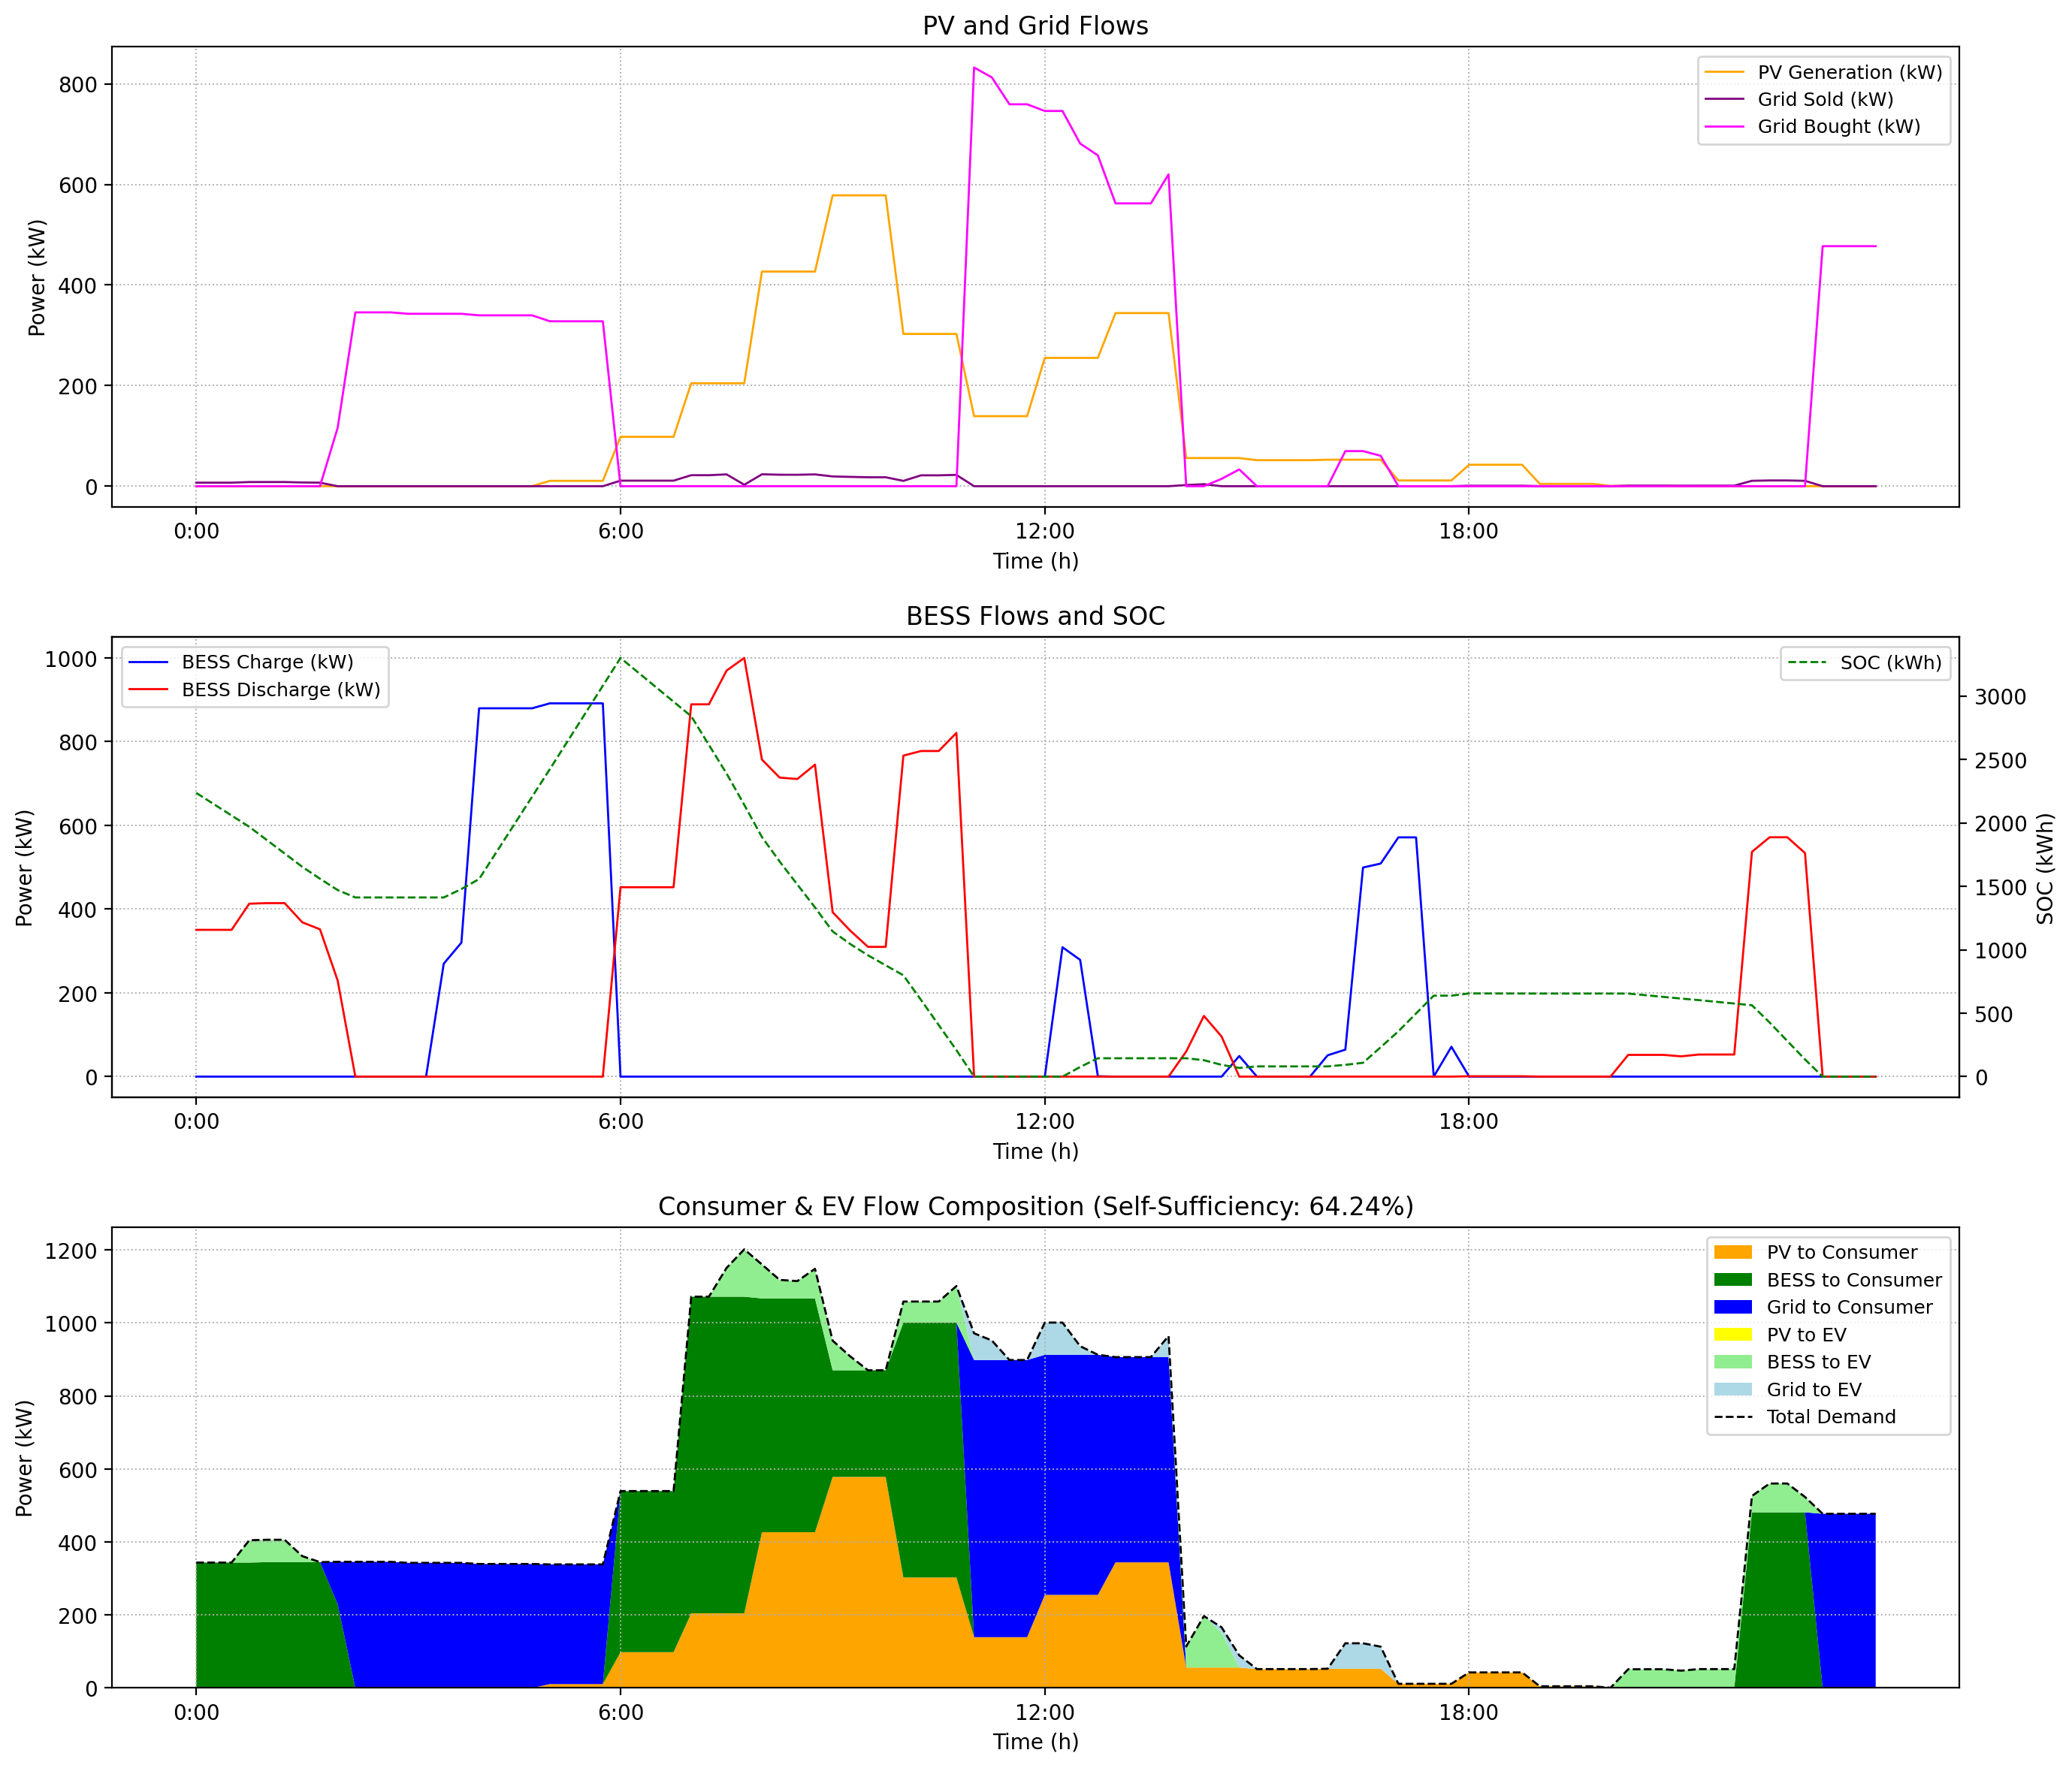 PV and Grid Flows
PV Generation (kW)
Grid Sold (kW)
Grid Bought (kW)
800
600
400
200
0
Power (kW)
0:00 6:00 12:00 18:00
Time (h)
BESS Flows and SOC
BESS Charge (kW)
BESS Discharge (kW)
SOC (kWh)
1000
800
600
400
200
0
Power (kW)
3000
2500
2000
1500
1000
500
0
SOC (kWh)
0:00 6:00 12:00 18:00
Time (h)
Consumer & EV Flow Composition (Self-Sufficiency: 64.24%)
PV to Consumer
BESS to Consumer
Grid to Consumer
PV to EV
BESS to EV
Grid to EV
Total Demand
1200
1000
800
600
400
200
0
Power (kW)
0:00 6:00 12:00 18:00
Time (h)